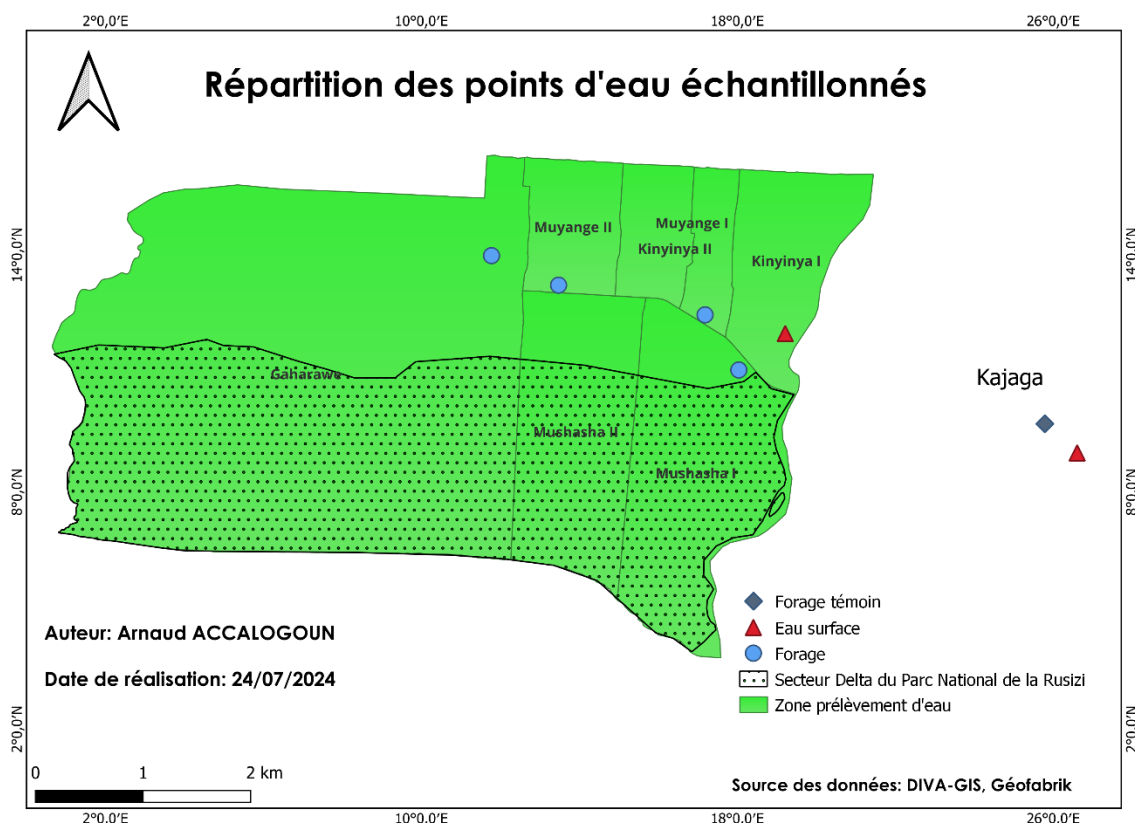 2°0,0'E 10°0,0'E 18°0,0'E 26°0,0'E
Répartition des points d'eau échantillonnés
14°0,0'N 14°0,0'N
Muyange II
Muyange I
Kinyinya II
Kinyinya I
Gaharawe
Kajaga
Mushasha II
Mushasha I
8°0,0'N 8°0,0'N
Forage témoin
Eau surface
Forage
Secteur Delta du Parc National de la Rusizi
Zone prélèvement d'eau
Auteur: Arnaud ACCALOGOUN
Date de réalisation: 24/07/2024
2°0,0'N 2°0,0'N
0 1 2 km
Source des données: DIVA-GIS, Géofabrik
2°0,0'E 10°0,0'E 18°0,0'E 26°0,0'E